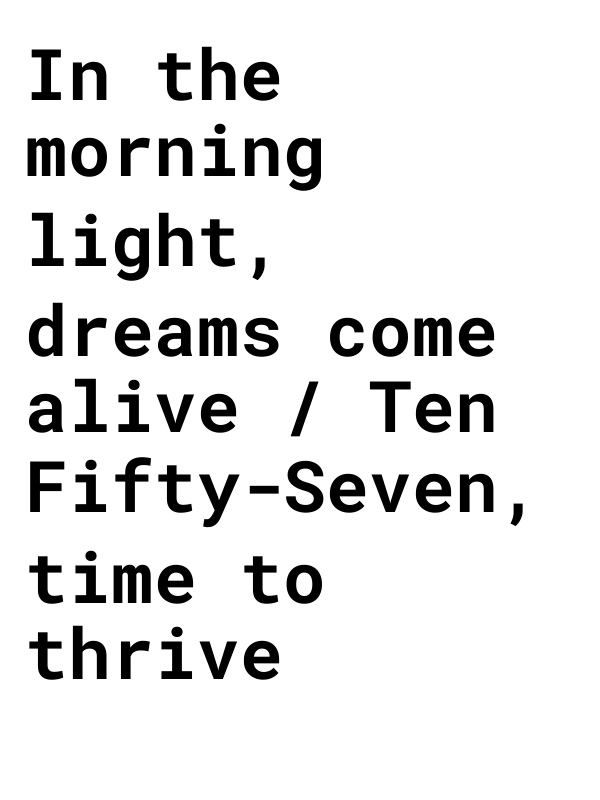 In the
morning
light,
dreams come
alive / Ten
Fifty-Seven,
time to
thrive